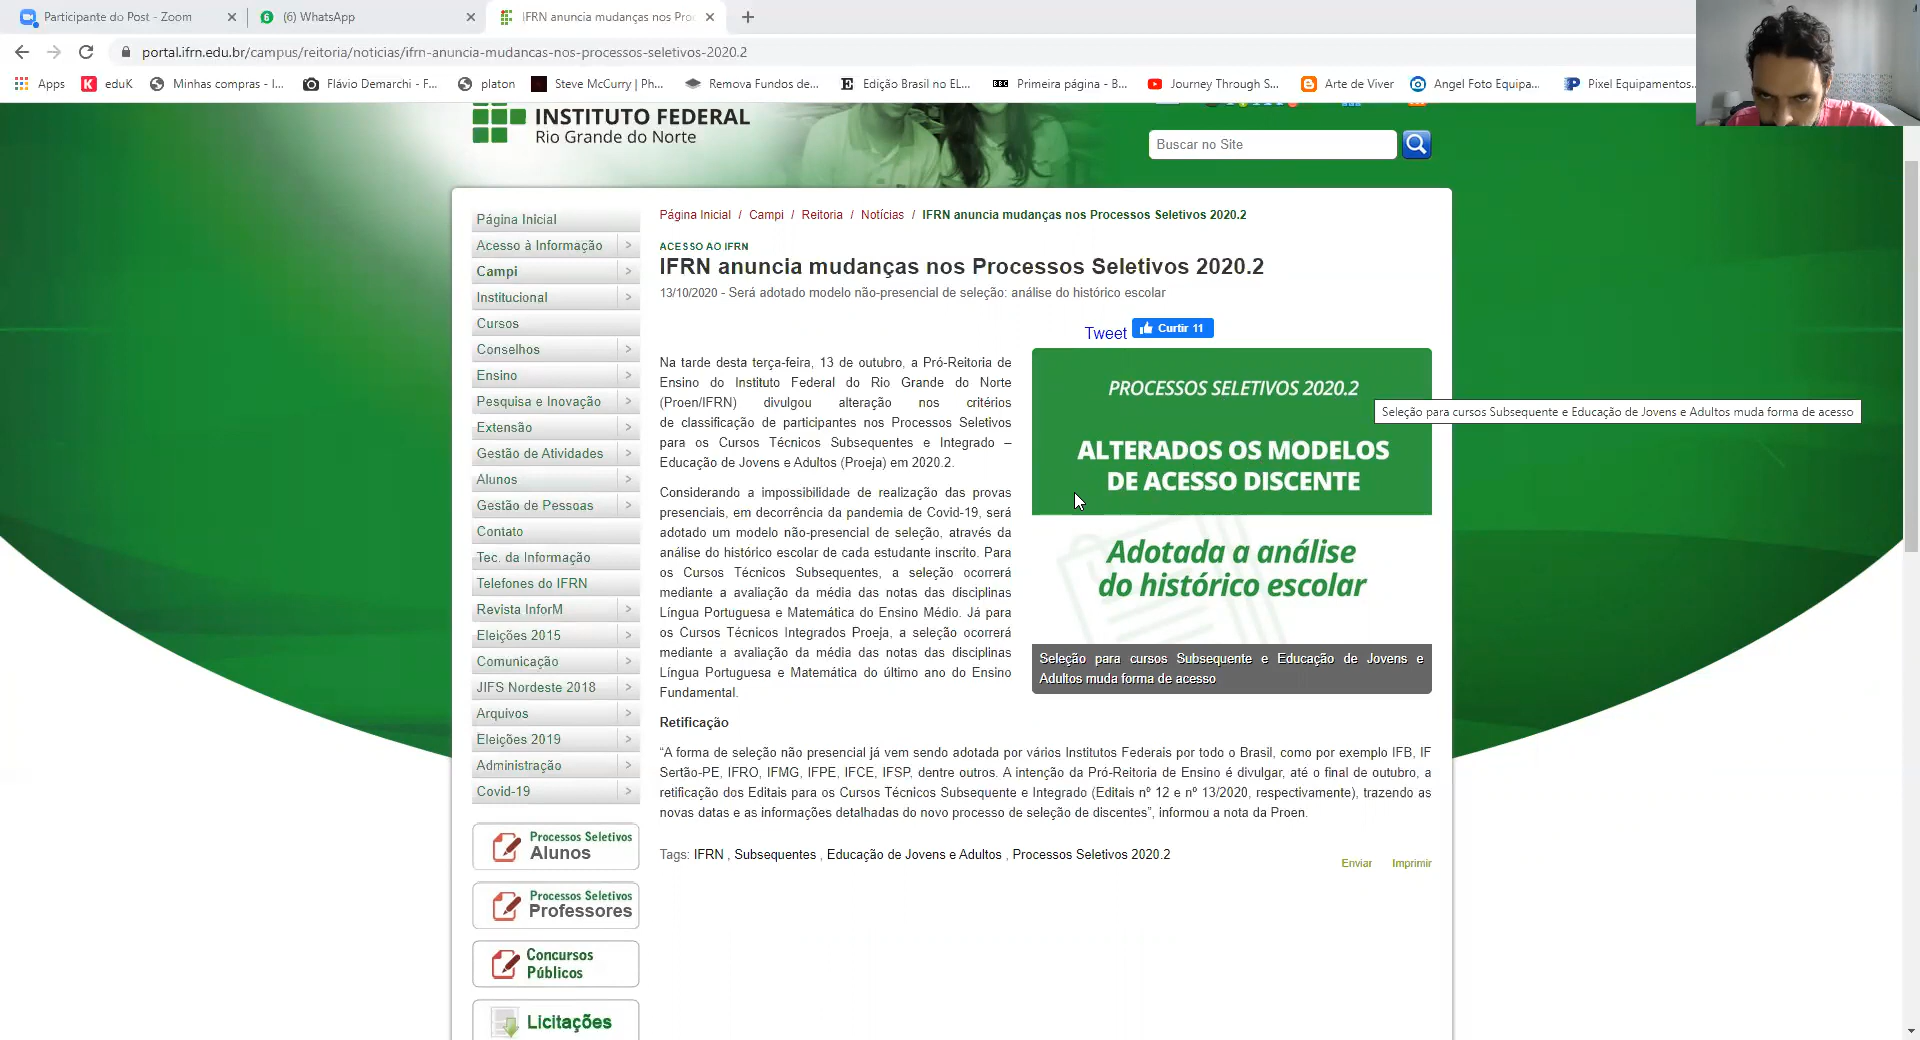 Participante do Post - Zoom
(6) WhatsApp
IFRN anuncia mudanças nos Pro
portal.ifrn.edu.br/campus/reitoria/noticias/ifrn-anuncia-mudancas-nos-processos-seletivos-2020.2
Apps
eduK
Minhas compras - I...
Flávio Demarchi - F...
platon
Steve McCurry | Ph...
Remova Fundos de...
Edição Brasil no EL...
BBC Primeira página - B...
Journey Through S...
Arte de Viver
Angel Foto Equipa...
Pixel Equipamentos...
INSTITUTO FEDERAL
Rio Grande do Norte
Buscar no Site
Página Inicial
Acesso à Informação
Campi
Institucional
Cursos
Conselhos
Ensino
Pesquisa e Inovação
Extensão
Gestão de Atividades
Alunos
Gestão de Pessoas
Contato
Tec. da Informação
Telefones do IFRN
Revista InforM
Eleições 2015
Comunicação
JIFS Nordeste 2018
Arquivos
Eleições 2019
Administração
Covid-19
Processos Seletivos
Alunos
Processos Seletivos
Professores
Concursos
Públicos
Licitações
Página Inicial / Campi / Reitoria / Notícias / IFRN anuncia mudanças nos Processos Seletivos 2020.2
ACESSO AO IFRN
IFRN anuncia mudanças nos Processos Seletivos 2020.2
13/10/2020 - Será adotado modelo não-presencial de seleção: análise do histórico escolar
Tweet
Curtir 11
Na tarde desta terça-feira, 13 de outubro, a Pró-Reitoria de
Ensino do Instituto Federal do Rio Grande do Norte
(Proen/IFRN) divulgou alteração nos critérios
de classificação de participantes nos Processos Seletivos
para os Cursos Técnicos Subsequentes e Integrado –
Educação de Jovens e Adultos (Proeja) em 2020.2.
Considerando a impossibilidade de realização das provas
presenciais, em decorrência da pandemia de Covid-19, será
adotado um modelo não-presencial de seleção, através da
análise do histórico escolar de cada estudante inscrito. Para
os Cursos Técnicos Subsequentes, a seleção ocorrerá
mediante a avaliação da média das notas das disciplinas
Língua Portuguesa e Matemática do Ensino Médio. Já para
os Cursos Técnicos Integrados Proeja, a seleção ocorrerá
mediante a avaliação da média das notas das disciplinas
Língua Portuguesa e Matemática do último ano do Ensino
Fundamental.
PROCESSOS SELETIVOS 2020.2
Seleção para cursos Subsequente e Educação de Jovens e Adultos muda forma de acesso
ALTERADOS OS MODELOS
DE ACESSO DISCENTE
Adotada a análise
do histórico escolar
Seleção para cursos Subsequente e Educação de Jovens e
Adultos muda forma de acesso
Retificação
“A forma de seleção não presencial já vem sendo adotada por vários Institutos Federais por todo o Brasil, como por exemplo IFB, IF
Sertão-PE, IFRO, IFMG, IFPE, IFCE, IFSP, dentre outros. A intenção da Pró-Reitoria de Ensino é divulgar, até o final de outubro, a
retificação dos Editais para os Cursos Técnicos Subsequente e Integrado (Editais nº 12 e nº 13/2020, respectivamente), trazendo as
novas datas e as informações detalhadas do novo processo de seleção de discentes”, informou a nota da Proen.
Tags: IFRN , Subsequentes , Educação de Jovens e Adultos , Processos Seletivos 2020.2
Enviar
Imprimir